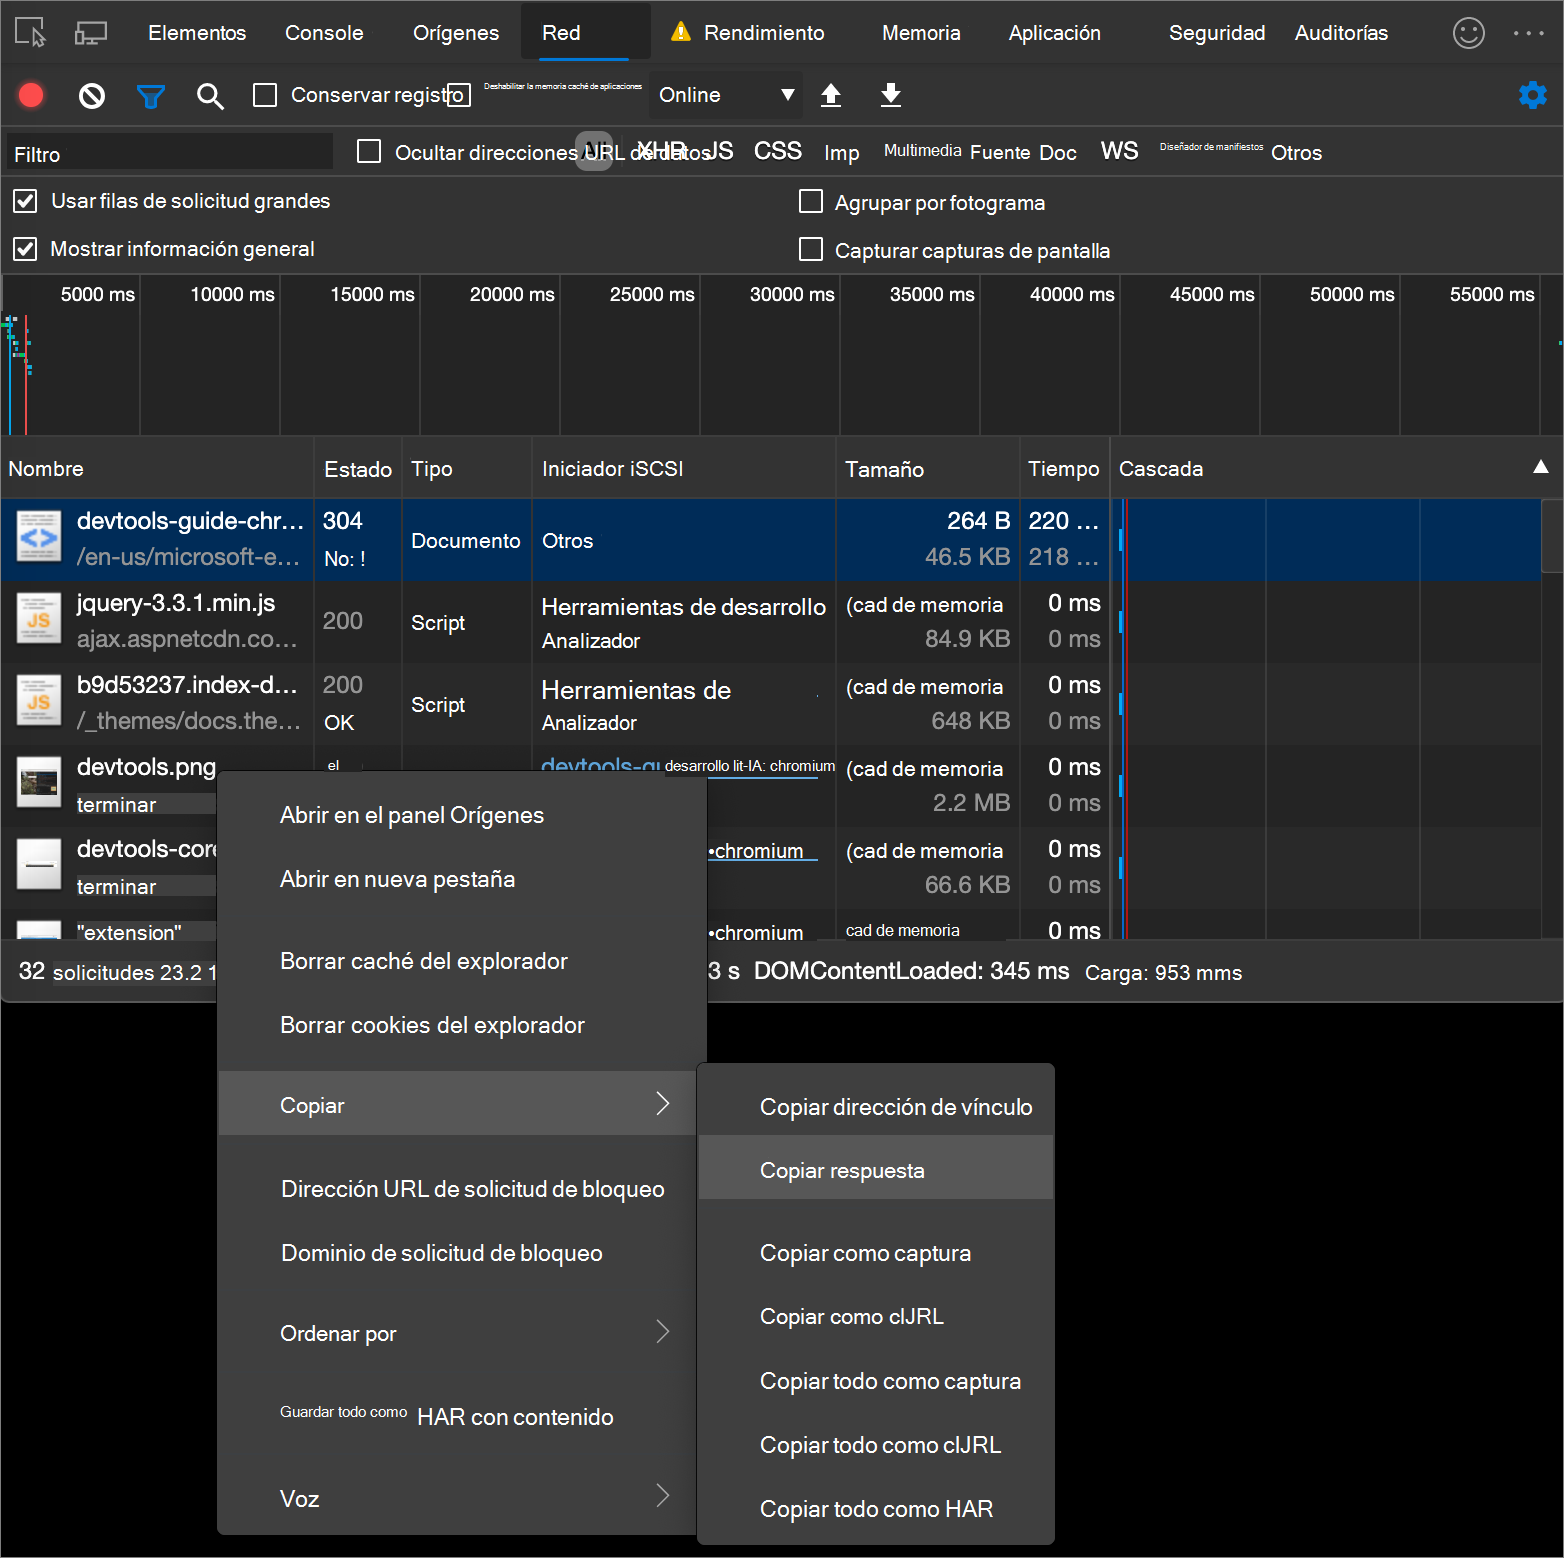 Elementos Console Orígenes Red Rendimiento Memoria Aplicación Seguridad Auditorías
Conservar registro Deshabilitar la memoria caché de aplicaciones Online
Filtro Ocultar direcciones URL de datos XHR JS CSS Imp Multimedia Fuente Doc WS Diseñador de manifiestos Otros
Usar filas de solicitud grandes Agrupar por fotograma
Mostrar información general Capturar capturas de pantalla
5000 ms 10000 ms 15000 ms 20000 ms 25000 ms 30000 ms 35000 ms 40000 ms 45000 ms 50000 ms 55000 ms
Nombre Estado Tipo Iniciador iSCSI Tamaño Tiempo Cascada
devtools-guide-chr... 304 Documento Otros 264 B 220 ...
/en-us/microsoft-e... No: ! 46.5 KB 218 ...
jquery-3.3.1.min.js 200 Script Herramientas de desarrollo (cad de memoria 0 ms
ajax.aspnetcdn.co... Analizador 84.9 KB 0 ms
b9d53237.index-d... 200 Script Herramientas de (cad de memoria 0 ms
/_themes/docs.the... OK Analizador 648 KB 0 ms
devtools.png el devtools-gu desarrollo lit-IA: chromium (cad de memoria 0 ms
terminar 2.2 MB 0 ms
devtools-core •chromium (cad de memoria 0 ms
terminar 66.6 KB 0 ms
"extension" •chromium cad de memoria 0 ms
32 solicitudes 23.2 1 3 s DOMContentLoaded: 345 ms Carga: 953 mms
Abrir en el panel Orígenes
Abrir en nueva pestaña
Borrar caché del explorador
Borrar cookies del explorador
Copiar
Dirección URL de solicitud de bloqueo
Dominio de solicitud de bloqueo
Ordenar por
Guardar todo como HAR con contenido
Voz
Copiar dirección de vínculo
Copiar respuesta
Copiar como captura
Copiar como clJRL
Copiar todo como captura
Copiar todo como clJRL
Copiar todo como HAR